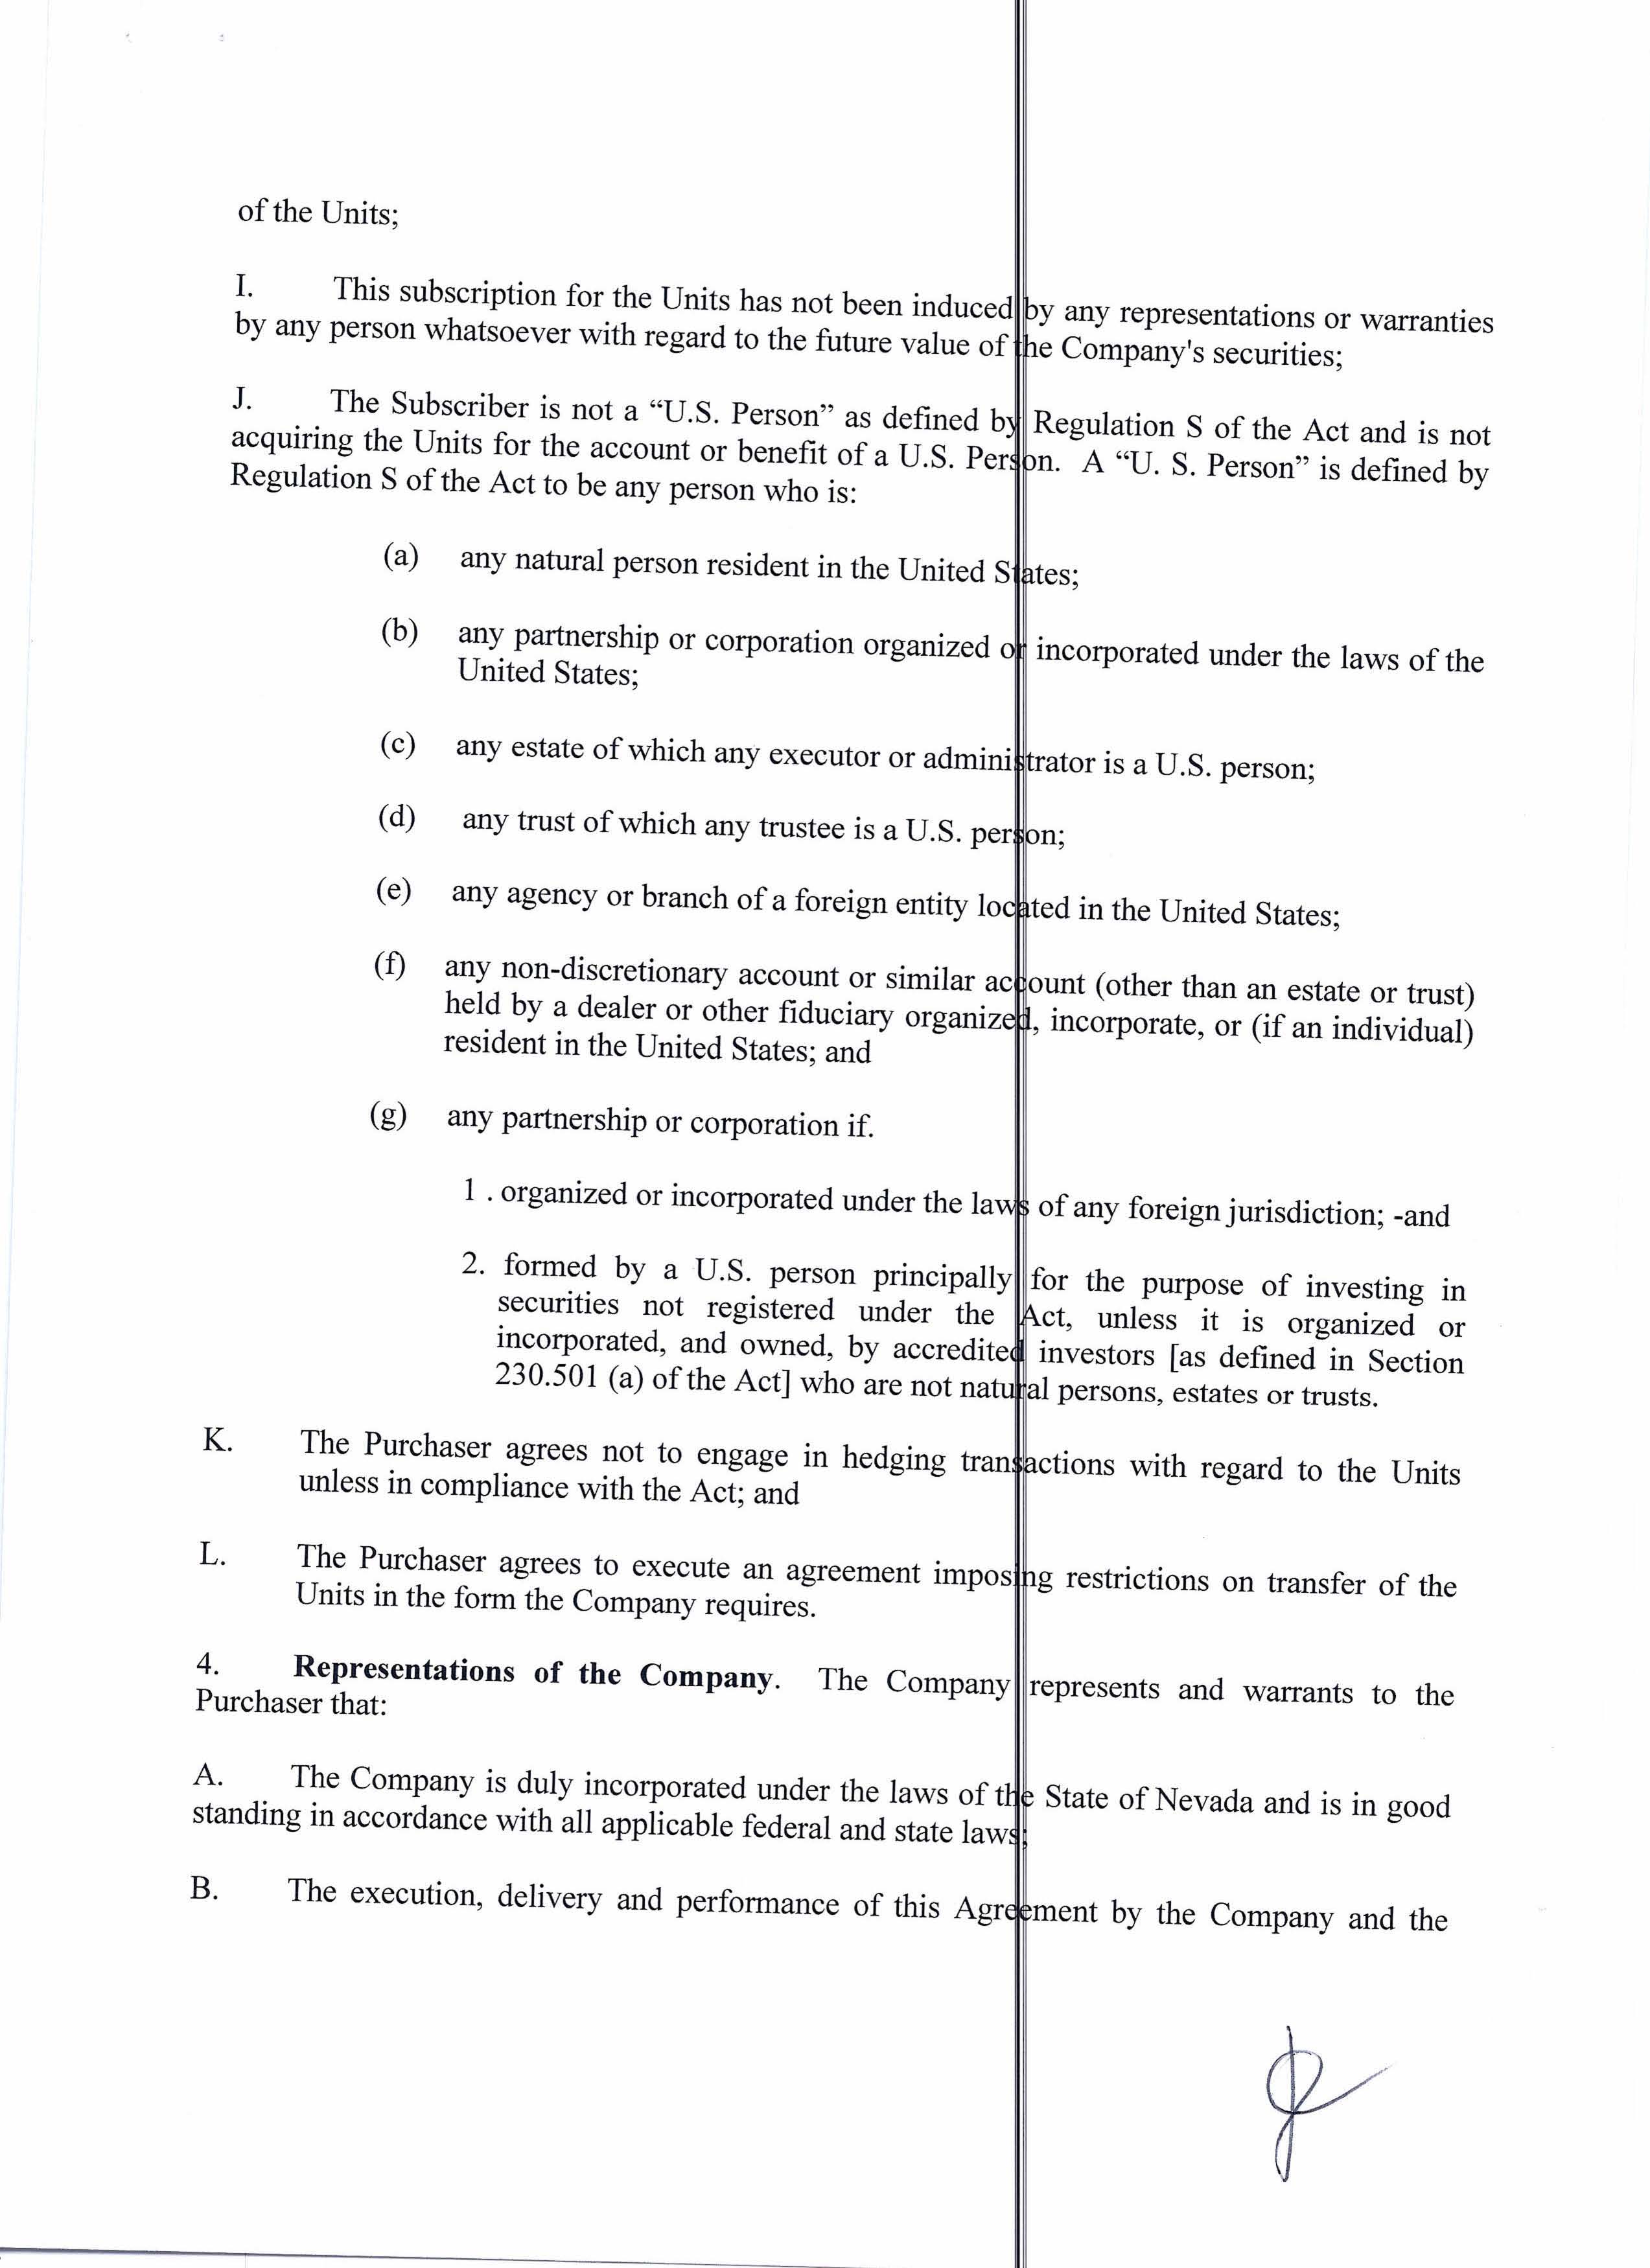 of the Units;
I. This subscription for the Units has not been induced by any representations or warranties
by any person whatsoever with regard to the future value of the Company's securities;
J. The Subscriber is not a “U.S. Person” as defined by Regulation S of the Act and is not
acquiring the Units for the account or benefit of a U.S. Person. A “U. S. Person” is defined by
Regulation S of the Act to be any person who is:
(a) any natural person resident in the United States;
(b) any partnership or corporation organized or incorporated under the laws of the
United States;
(c) any estate of which any executor or administrator is a U.S. person;
(d) any trust of which any trustee is a U.S. person;
(e) any agency or branch of a foreign entity located in the United States;
(f) any non-discretionary account or similar account (other than an estate or trust)
held by a dealer or other fiduciary organized, incorporate, or (if an individual)
resident in the United States; and
(g) any partnership or corporation if.
1 . organized or incorporated under the laws of any foreign jurisdiction; -and
2. formed by a U.S. person principally for the purpose of investing in
securities not registered under the Act, unless it is organized or
incorporated, and owned, by accredited investors [as defined in Section
230.501 (a) of the Act] who are not natural persons, estates or trusts.
K. The Purchaser agrees not to engage in hedging transactions with regard to the Units
unless in compliance with the Act; and
L. The Purchaser agrees to execute an agreement imposing restrictions on transfer of the
Units in the form the Company requires.
4. Representations of the Company. The Company represents and warrants to the
Purchaser that:
A. The Company is duly incorporated under the laws of the State of Nevada and is in good
standing in accordance with all applicable federal and state laws;
B. The execution, delivery and performance of this Agreement by the Company and the